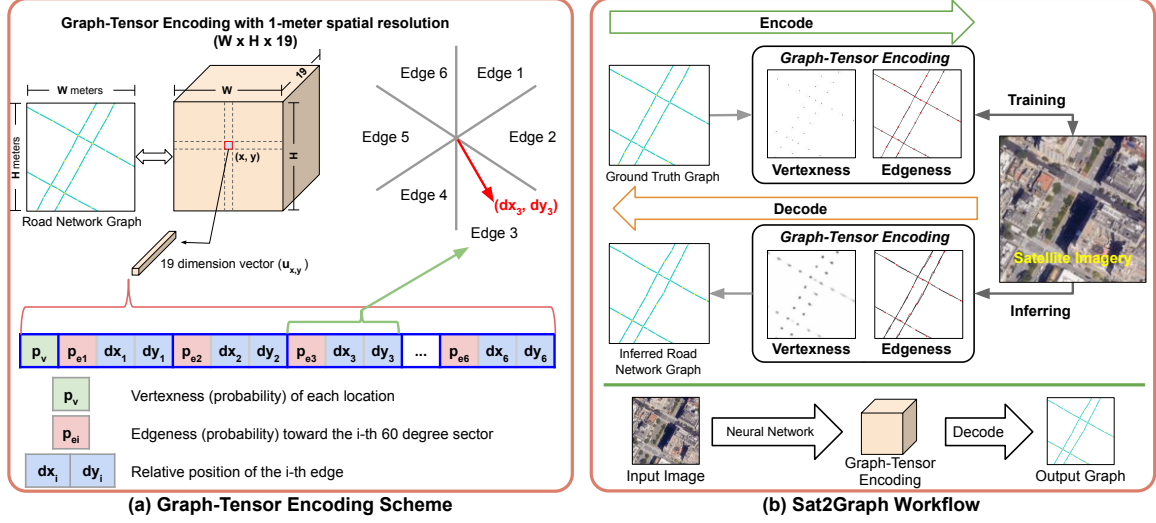 Graph-Tensor Encoding with 1-meter spatial resolution
(W x H x 19)
W meters
H meters
Road Network Graph
W
19
H
(x, y)
19 dimension vector (u x,y )
Edge 6
Edge 1
Edge 5
Edge 2
Edge 4
Edge 3
(dx3, dy3)
pv pe1 dx1 dy1 pe2 dx2 dy2 pe3 dx3 dy3 ... pe6 dx6 dy6
pv Vertexness (probability) of each location
pei Edgeness (probability) toward the i-th 60 degree sector
dxi dyi Relative position of the i-th edge
(a) Graph-Tensor Encoding Scheme
Encode
Graph-Tensor Encoding
Ground Truth Graph
Vertexness Edgeness
Training
Decode
Graph-Tensor Encoding
Satellite Imagery
Inferred Road
Network Graph
Vertexness Edgeness
Inferring
Input Image
Neural Network
Graph-Tensor
Encoding
Decode
Output Graph
(b) Sat2Graph Workflow